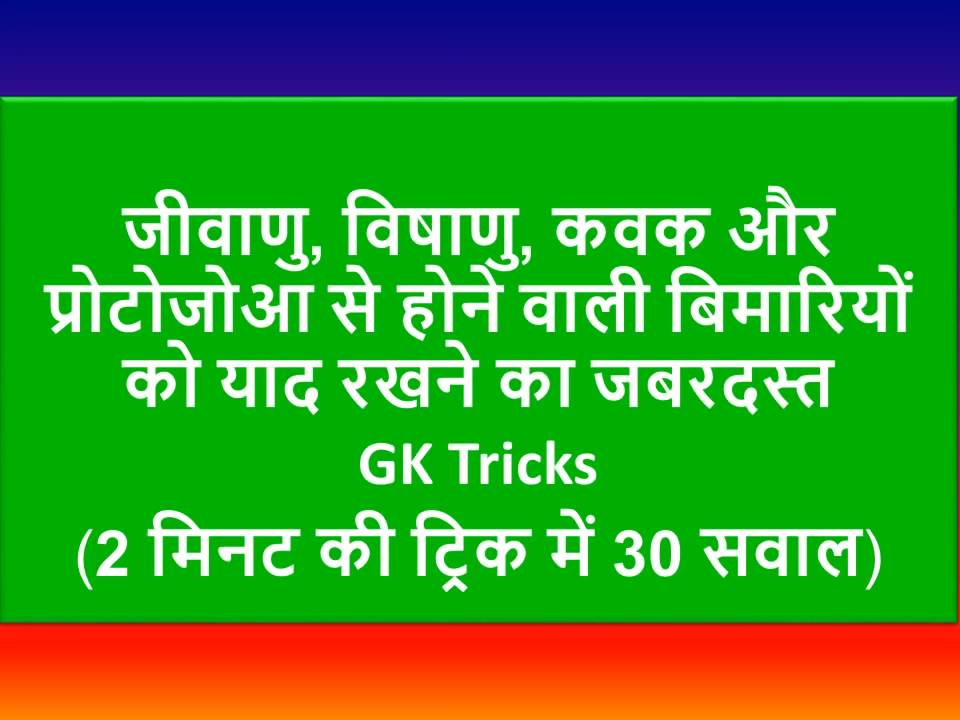 जीवाणु, विषाणु, कवक और
प्रोटोजोआ से होने वाली बिमारियों
को याद रखने का जबरदस्त
GK Tricks
(2 मिनट की ट्रिक में 30 सवाल)